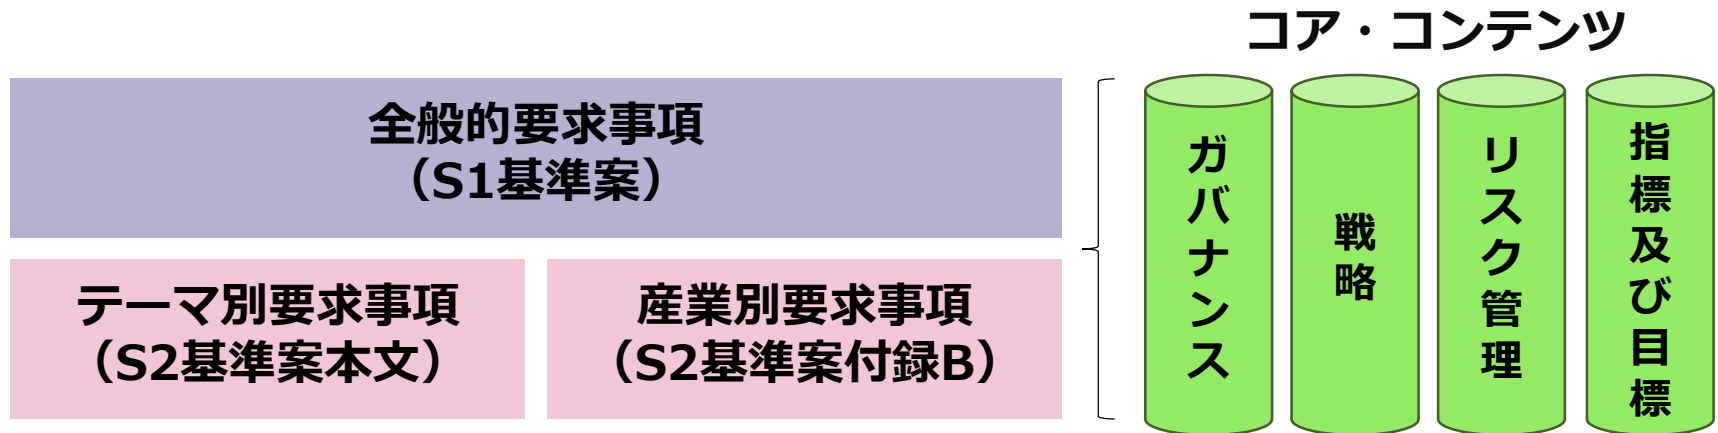 コア・コンテンツ
全般的要求事項
（S1基準案）
テーマ別要求事項
（S2基準案本文）
産業別要求事項
（S2基準案付録B）
ガバナンス
戦略
リスク管理
指標及び目標